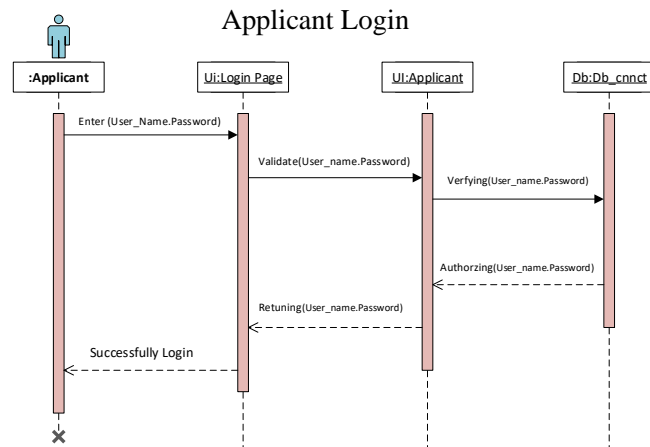 Applicant Login
:Applicant
Ui:Login Page
UI:Applicant
Db:Db_cnnct
Enter (User_Name.Password)
Validate(User_name.Password)
Verfying(User_name.Password)
Authorzing(User_name.Password)
Retuning(User_name.Password)
Successfully Login